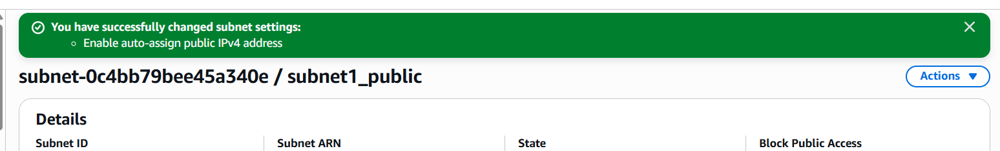 You have successfully changed subnet settings:
Enable auto-assign public IPv4 address
subnet-0c4bb79bee45a340e / subnet1_public
Actions
Details
Subnet ID
Subnet ARN
State
Block Public Access